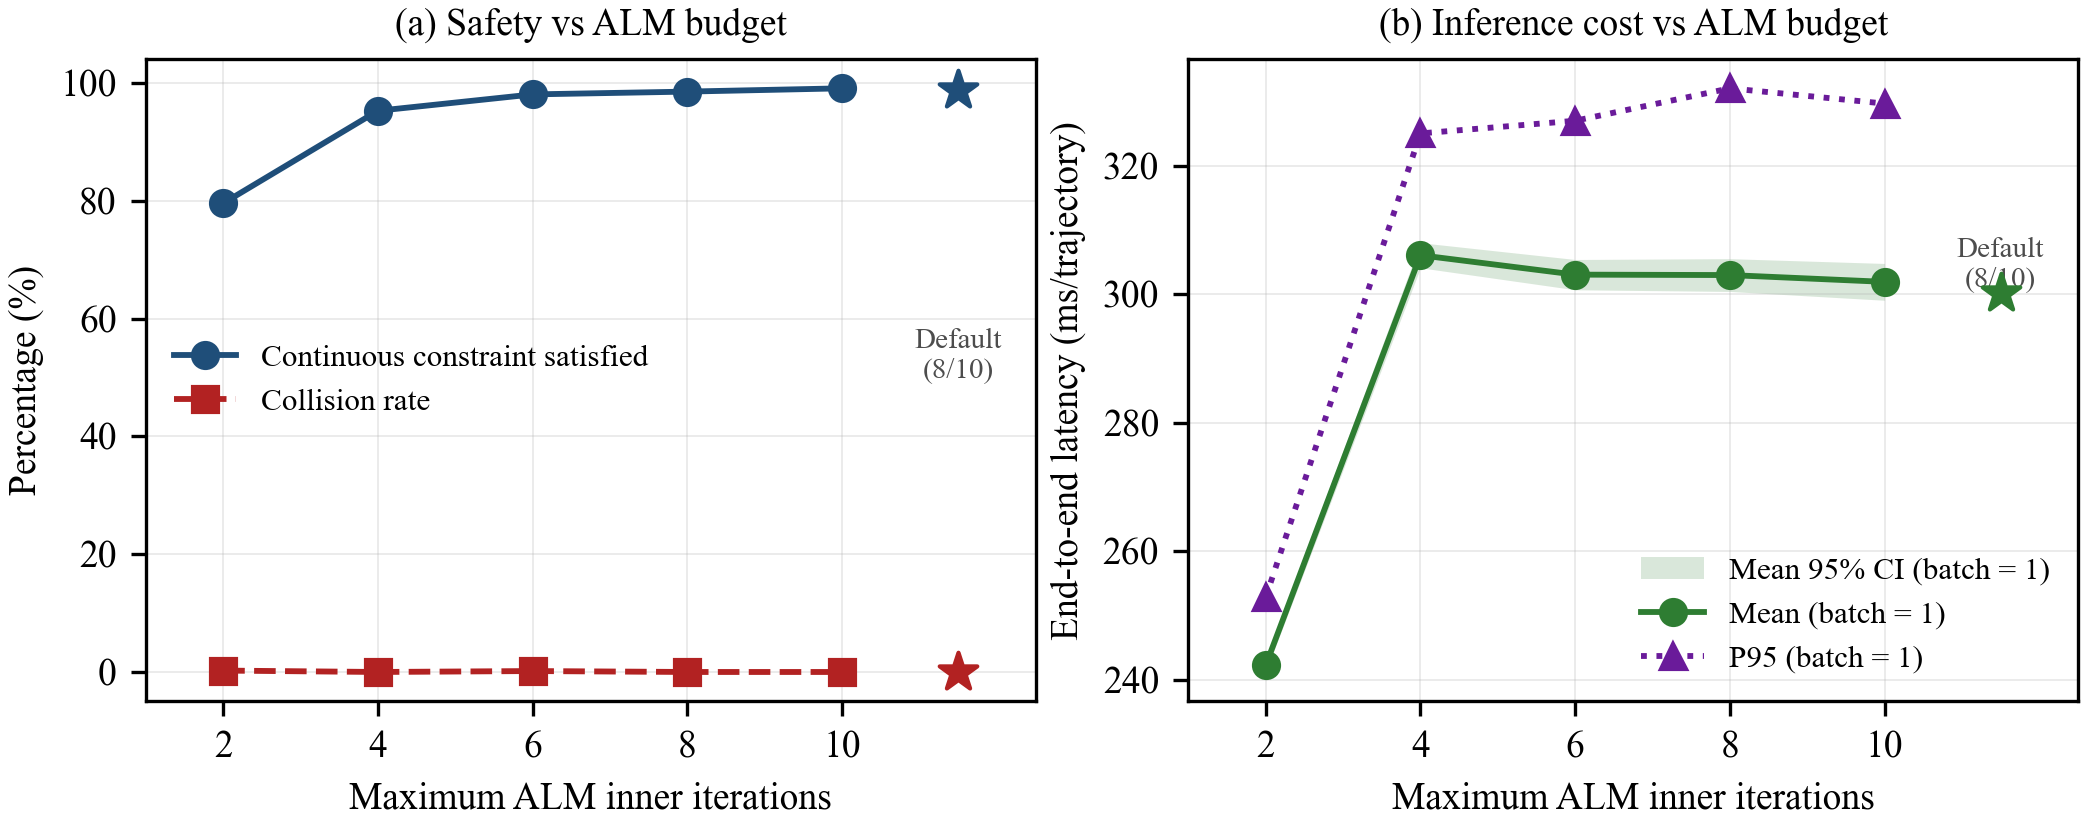 (a) Safety vs ALM budget
Percentage (%)
100
80
60
40
20
0
Continuous constraint satisfied
Collision rate
Default
(8/10)
2 4 6 8 10
Maximum ALM inner iterations
(b) Inference cost vs ALM budget
End-to-end latency (ms/trajectory)
320
300
280
260
240
Default
(8/10)
Mean 95% CI (batch = 1)
Mean (batch = 1)
P95 (batch = 1)
2 4 6 8 10
Maximum ALM inner iterations